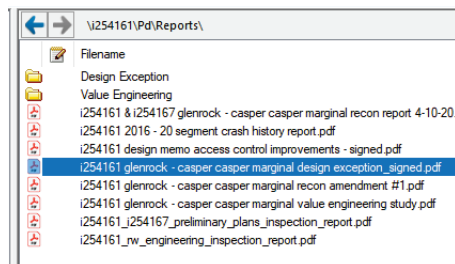 \i254161\Pd\Reports\
Filename
Design Exception
Value Engineering
i254161 & i254167 glenrock - casper casper marginal recon report 4-10-20
i254161 2016 - 20 segment crash history report.pdf
i254161 design memo access control improvements - signed.pdf
i254161 glenrock - casper casper marginal design exception_signed.pdf
i254161 glenrock - casper casper marginal recon amendment #1.pdf
i254161 glenrock - casper casper marginal value engineering study.pdf
i254161_i254167_preliminary_plans_inspection_report.pdf
i254161_rw_engineering_inspection_report.pdf